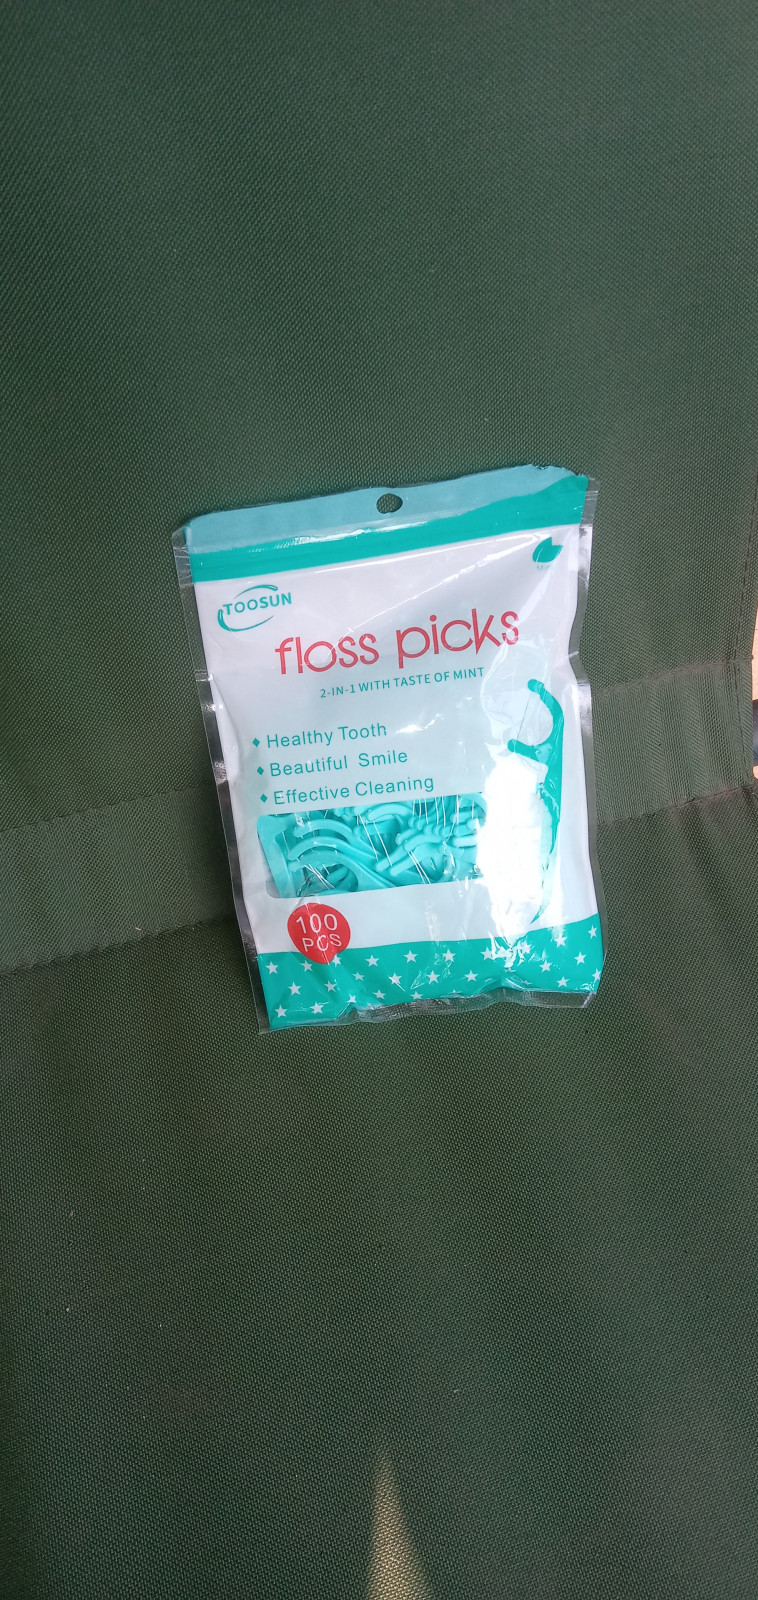 TOOSUN
floss picks
2-IN-1 WITH TASTE OF MINT
♦ Healthy Tooth
♦ Beautiful Smile
♦ Effective Cleaning
100
PCS